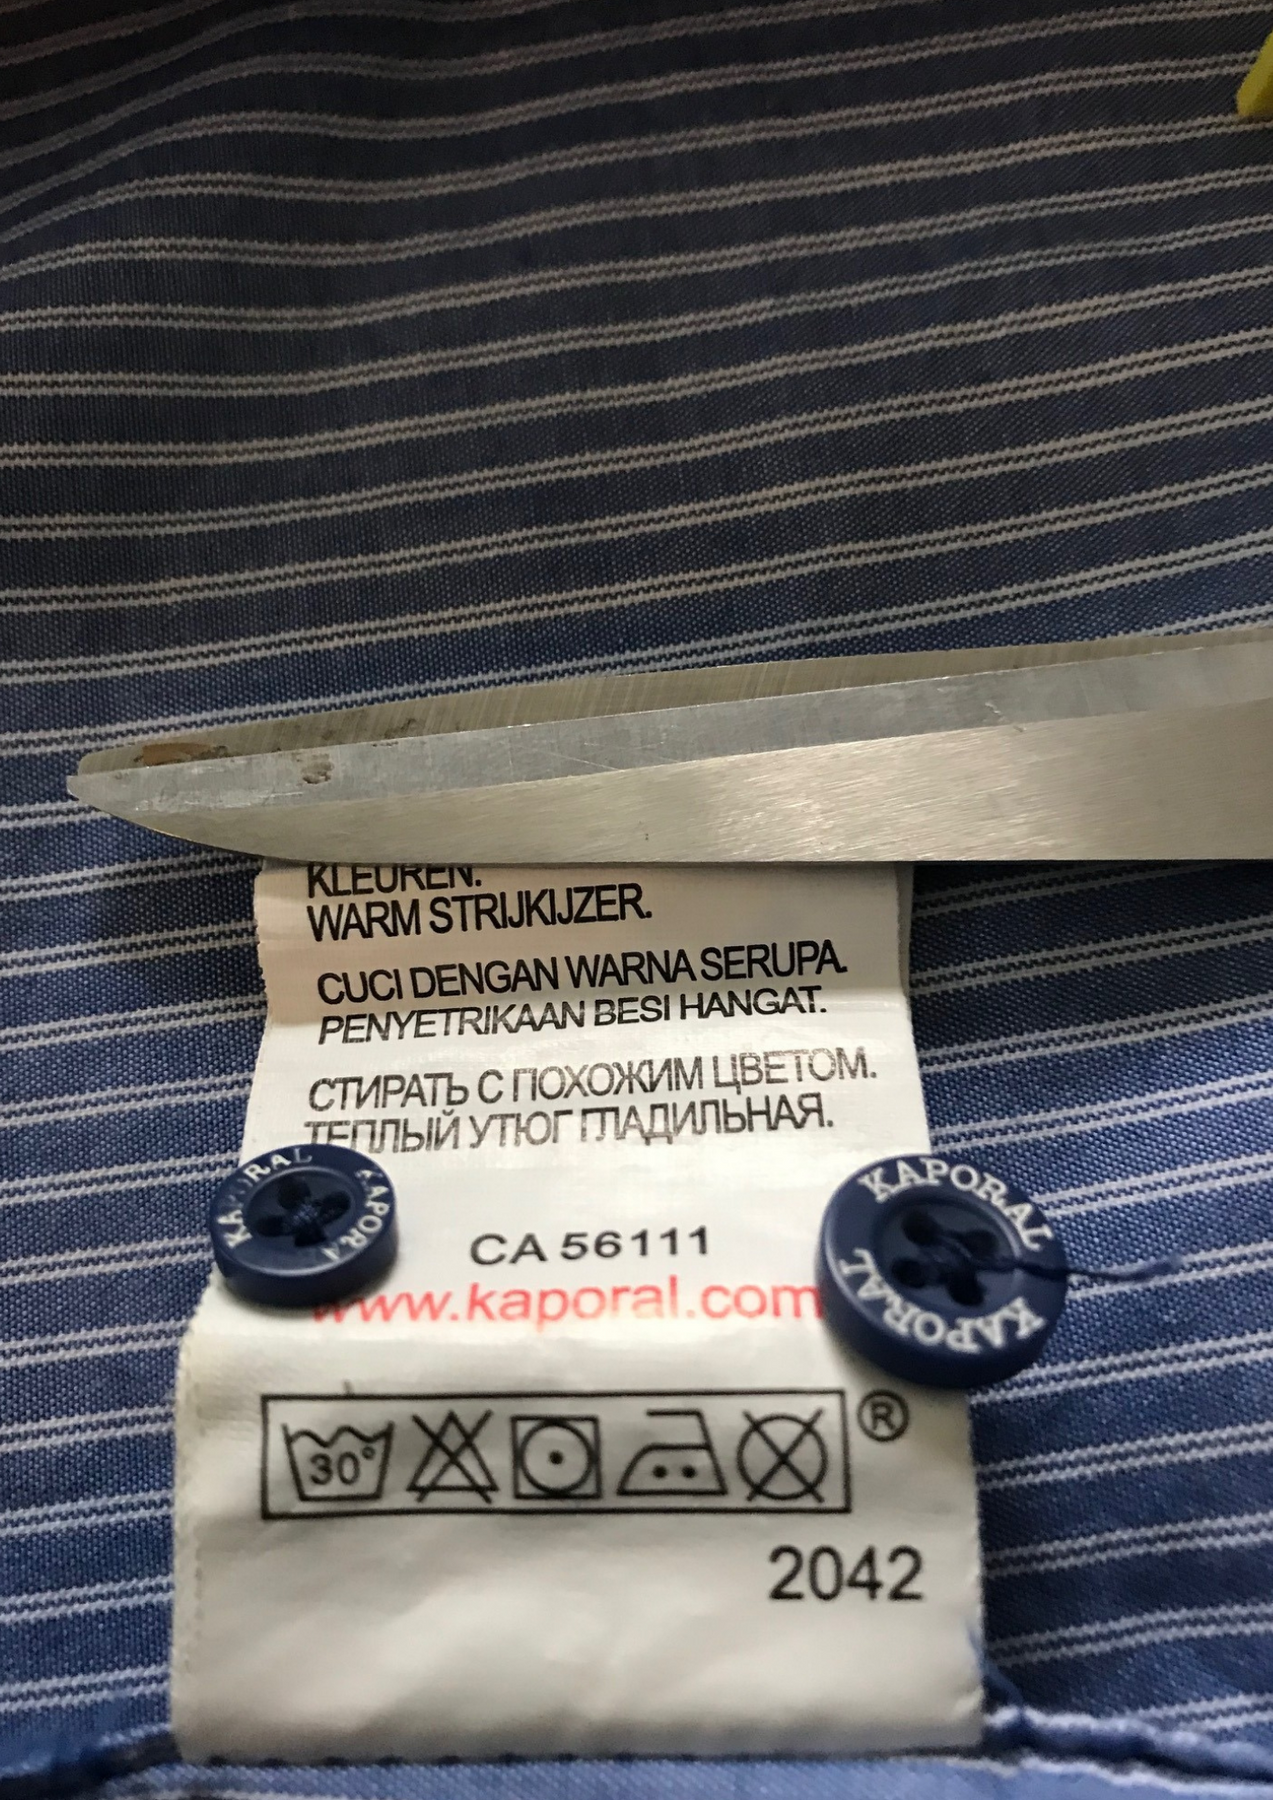 KLEUREN.
WARM STRIJKIJZER.
CUCI DENGAN WARNA SERUPA.
PENYETRIKAAN BESI HANGAT.
СТИРАТЬ С ПОХОЖИМ ЦВЕТОМ.
ТЕПЛЫЙ УТЮГ ГЛАДИЛЬНАЯ.
KAPORAL KAPORAL
KAPORAL KAPORAL KAPORAL
CA 56111
www.kaporal.com
30°
®
2042